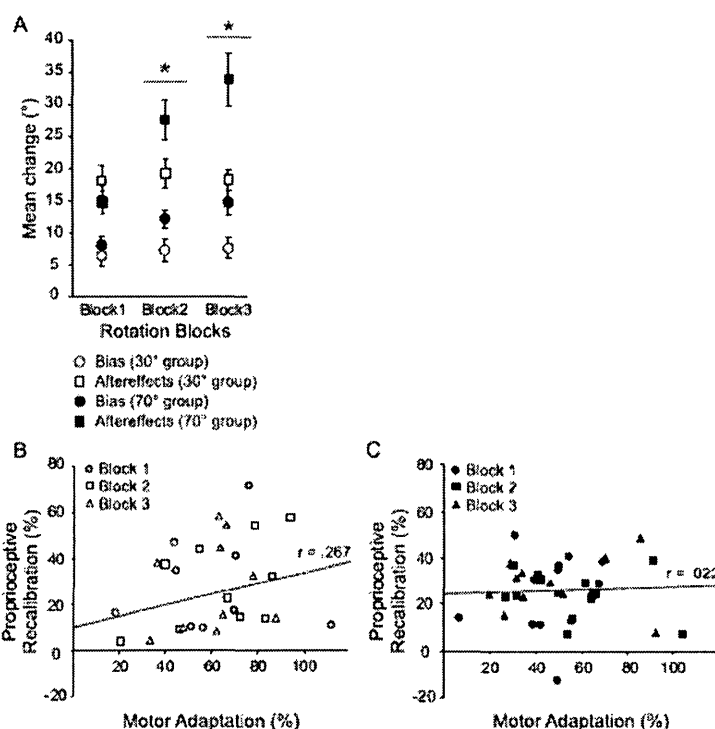 A
*
*
40
35
30
25
20
15
10
5
0
Mean change (°)
Block1 Block2 Block3
Rotation Blocks
Bias (30° group)
Aftereffects (30° group)
Bias (70° group)
Aftereffects (70° group)
B
80
60
40
20
0
-20
Proprioceptive
Recalibration (%)
Block 1
Block 2
Block 3
r = .267
20 40 60 80 100
Motor Adaptation (%)
C
80
60
40
20
0
-20
Proprioceptive
Recalibration (%)
Block 1
Block 2
Block 3
r = .022
20 40 60 80 100
Motor Adaptation (%)